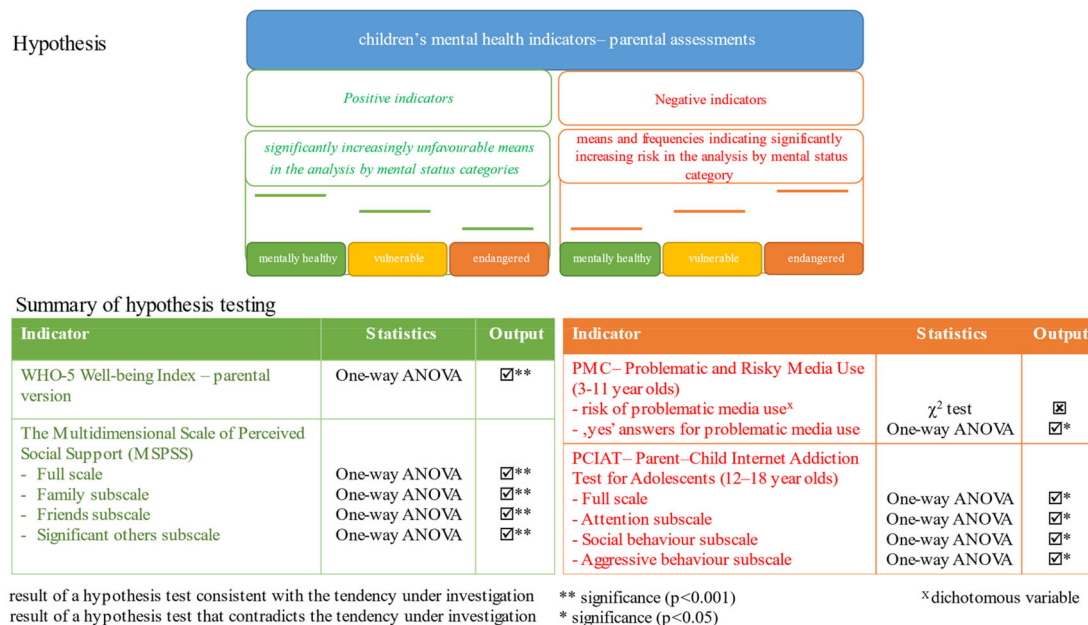 Hypothesis
children's mental health indicators– parental assessments
Positive indicators
significantly increasingly unfavourable means
in the analysis by mental status categories
mentally healthy
vulnerable
endangered
Negative indicators
means and frequencies indicating significantly
increasing risk in the analysis by mental status
category
mentally healthy
vulnerable
endangered
Summary of hypothesis testing
Indicator Statistics Output
WHO-5 Well-being Index – parental
version
One-way ANOVA ☑**
The Multidimensional Scale of Perceived
Social Support (MSPSS)
- Full scale One-way ANOVA ☑**
- Family subscale One-way ANOVA ☑**
- Friends subscale One-way ANOVA ☑**
- Significant others subscale One-way ANOVA ☑**
Indicator Statistics Output
PMC– Problematic and Risky Media Use
(3-11 year olds)
- risk of problematic media useˣ χ² test ☒
- ‚yes' answers for problematic media use One-way ANOVA ☑*
PCIAT– Parent–Child Internet Addiction
Test for Adolescents (12–18 year olds)
- Full scale One-way ANOVA ☑*
- Attention subscale One-way ANOVA ☑*
- Social behaviour subscale One-way ANOVA ☑*
- Aggressive behaviour subscale One-way ANOVA ☑*
result of a hypothesis test consistent with the tendency under investigation
result of a hypothesis test that contradicts the tendency under investigation
** significance (p<0.001)
* significance (p<0.05)
ˣ dichotomous variable